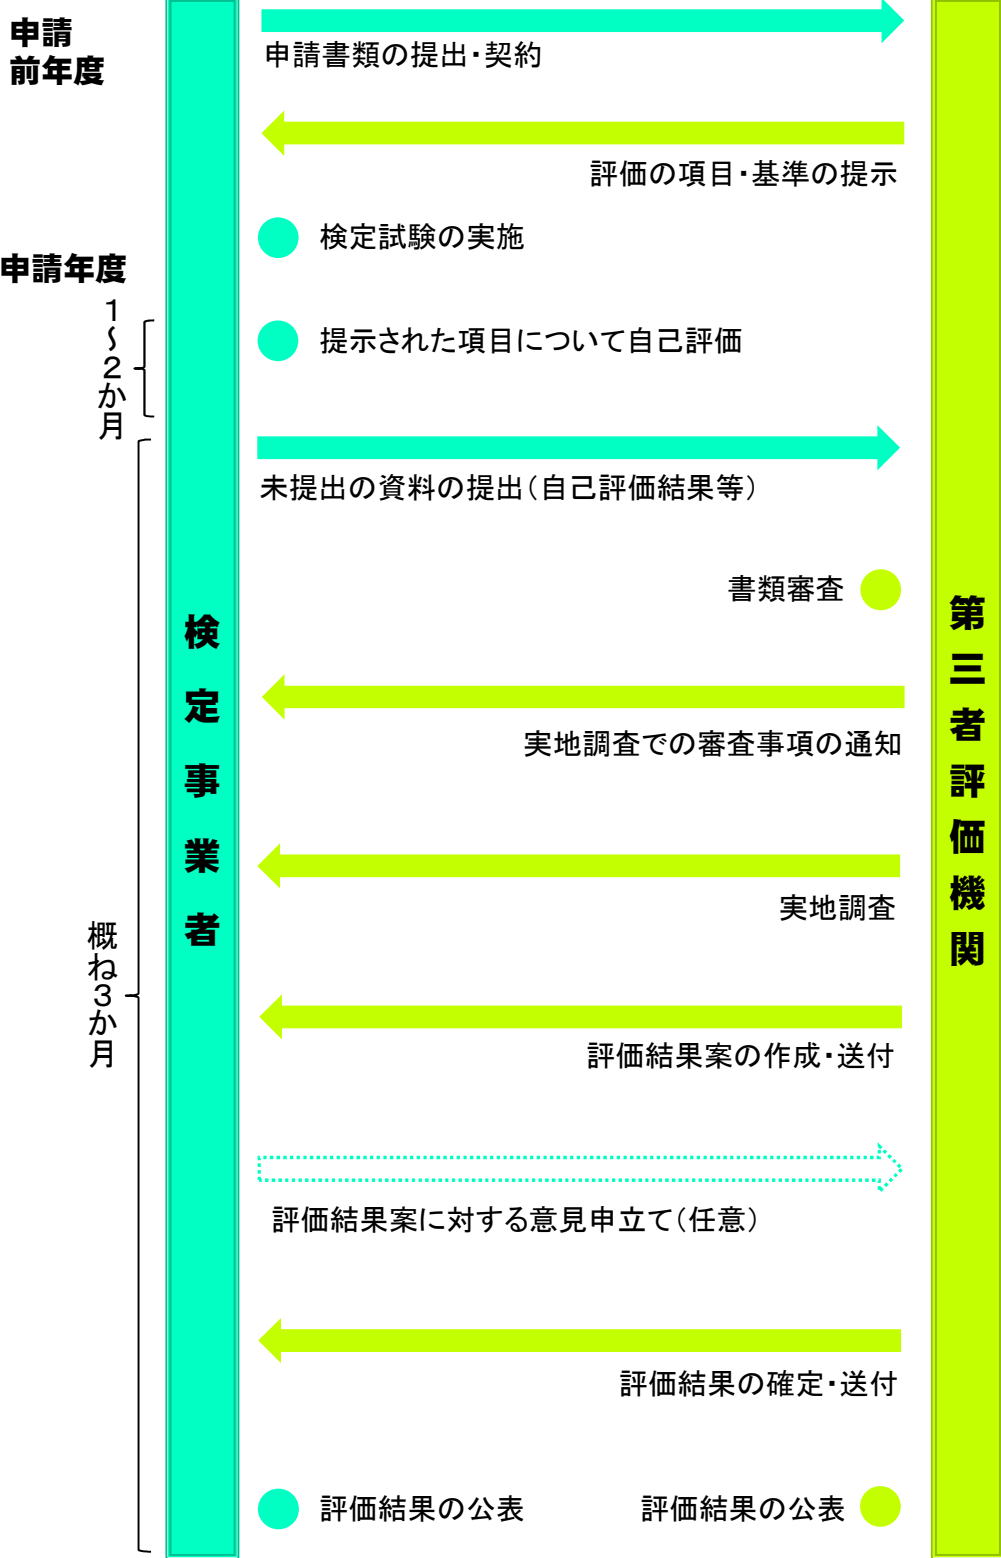 申請
前年度
申請書類の提出・契約
評価の項目・基準の提示
検定試験の実施
申請年度
1～2か月
提示された項目について自己評価
未提出の資料の提出（自己評価結果等）
書類審査
検定事業者
第三者評価機関
実地調査での審査事項の通知
実地調査
概ね3か月
評価結果案の作成・送付
評価結果案に対する意見申立て（任意）
評価結果の確定・送付
評価結果の公表
評価結果の公表